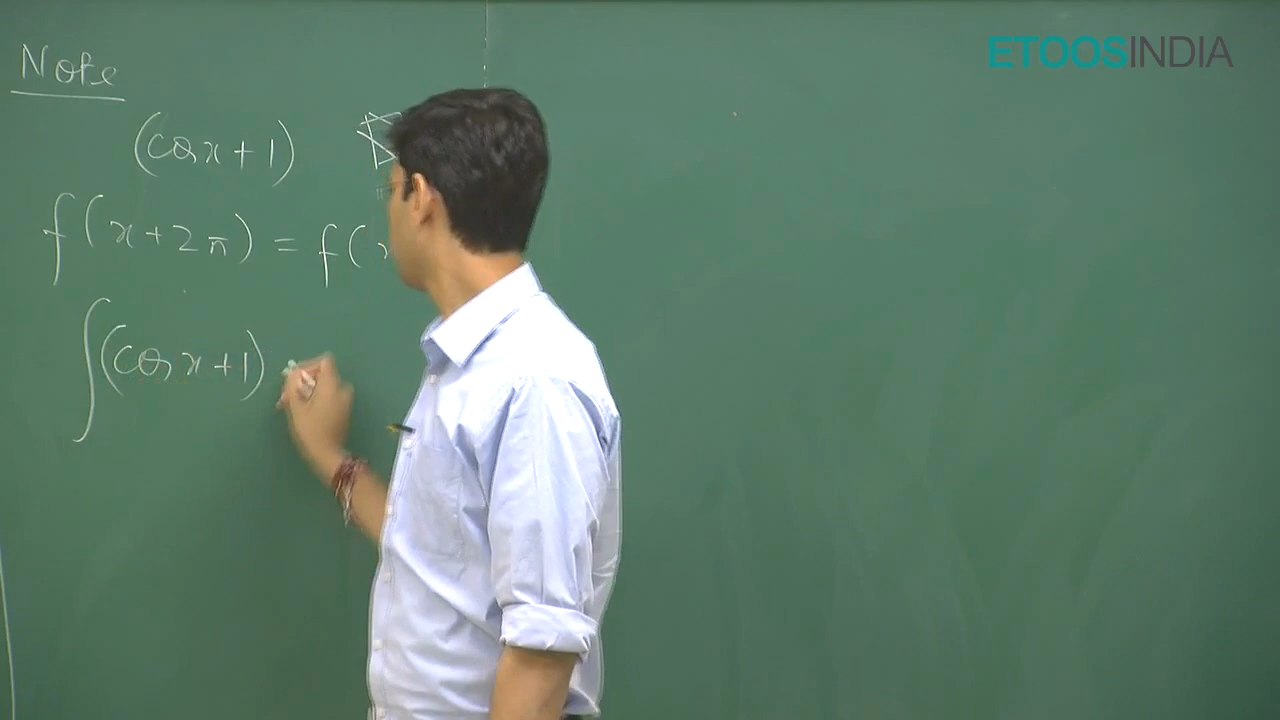 ETOOSINDIA
Note
(cos x + 1)
f(x + 2π) = f(x
∫(cos x + 1)